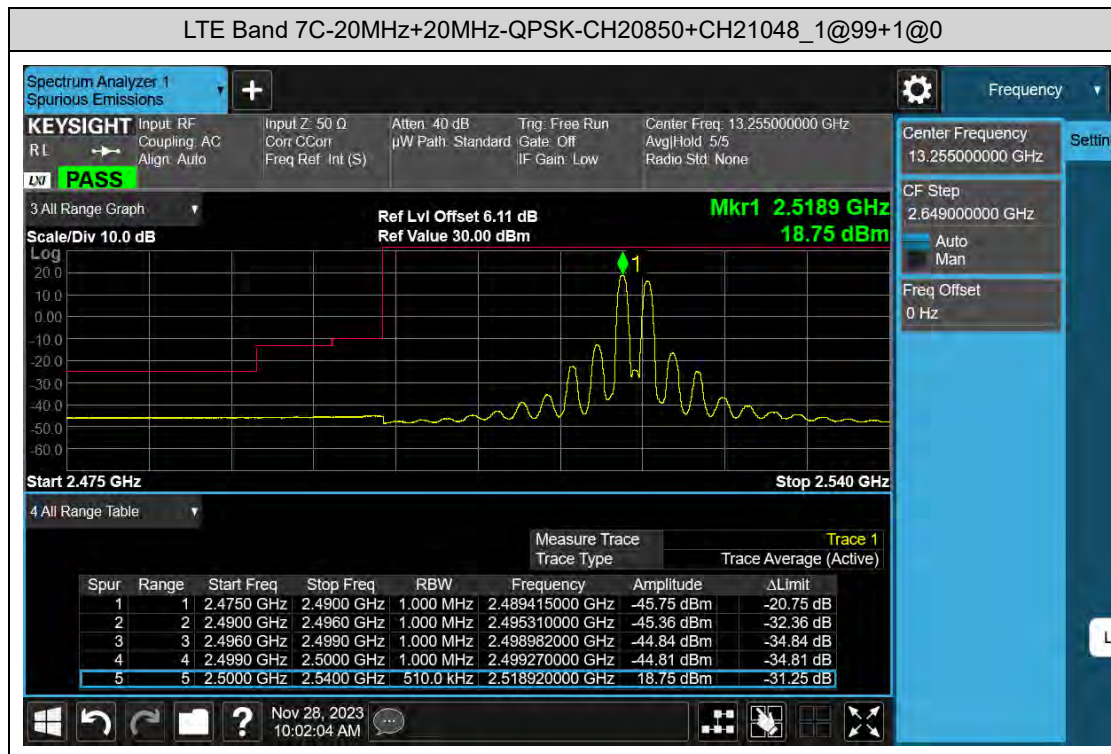 LTE Band 7C-20MHz+20MHz-QPSK-CH20850+CH21048_1@99+1@0
Spectrum Analyzer 1
Spurious Emissions
Frequency
KEYSIGHT
R L
LXI
PASS
Input: RF
Coupling: AC
Align: Auto
Input Z: 50 Ω
Corr CCorr
Freq Ref: Int (S)
Atten: 40 dB
µW Path: Standard
Trig: Free Run
Gate: Off
IF Gain: Low
Center Freq: 13.255000000 GHz
Avg|Hold: 5/5
Radio Std: None
Center Frequency
13.255000000 GHz
Settin
CF Step
2.649000000 GHz
Auto
Man
Freq Offset
0 Hz
3 All Range Graph
Scale/Div 10.0 dB
Ref Lvl Offset 6.11 dB
Ref Value 30.00 dBm
Mkr1 2.5189 GHz
18.75 dBm
Log
20.0
10.0
0.00
-10.0
-20.0
-30.0
-40.0
-50.0
-60.0
1
Start 2.475 GHz
Stop 2.540 GHz
4 All Range Table
Measure Trace Trace 1
Trace Type Trace Average (Active)
Spur Range Start Freq Stop Freq RBW Frequency Amplitude ΔLimit
1 1 2.4750 GHz 2.4900 GHz 1.000 MHz 2.489415000 GHz -45.75 dBm -20.75 dB
2 2 2.4900 GHz 2.4960 GHz 1.000 MHz 2.495310000 GHz -45.36 dBm -32.36 dB
3 3 2.4960 GHz 2.4990 GHz 1.000 MHz 2.498982000 GHz -44.84 dBm -34.84 dB
4 4 2.4990 GHz 2.5000 GHz 1.000 MHz 2.499270000 GHz -44.81 dBm -34.81 dB
5 5 2.5000 GHz 2.5400 GHz 510.0 kHz 2.518920000 GHz 18.75 dBm -31.25 dB
L
?
Nov 28, 2023
10:02:04 AM